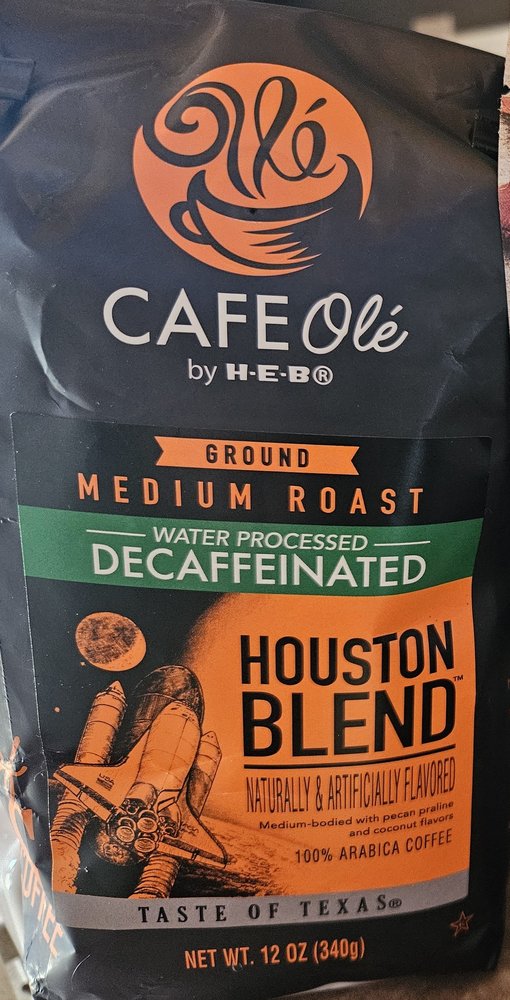 Olé
CAFE Olé
by H-E-B®
GROUND
MEDIUM ROAST
WATER PROCESSED
DECAFFEINATED
HOUSTON
BLEND™
NATURALLY & ARTIFICIALLY FLAVORED
Medium-bodied with pecan praline
and coconut flavors
100% ARABICA COFFEE
USA
TASTE OF TEXAS®
NET WT. 12 OZ (340g)